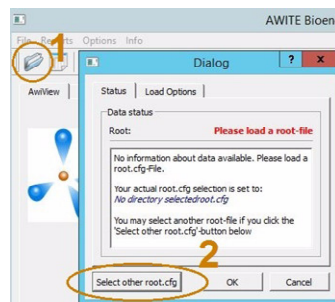 1
AWITE Bioen
File Reports Options Info
Dialog
?
x
AwiView
Status
Load Options
Data status
Root:
Please load a root-file
No information about data available. Please load a
root.cfg-File.
Your actual root.cfg selection is set to:
No directory selectedroot.cfg
You may select another root-file if you click the
'Select other root.cfg'-button below
2
Select other root.cfg
OK
Cancel